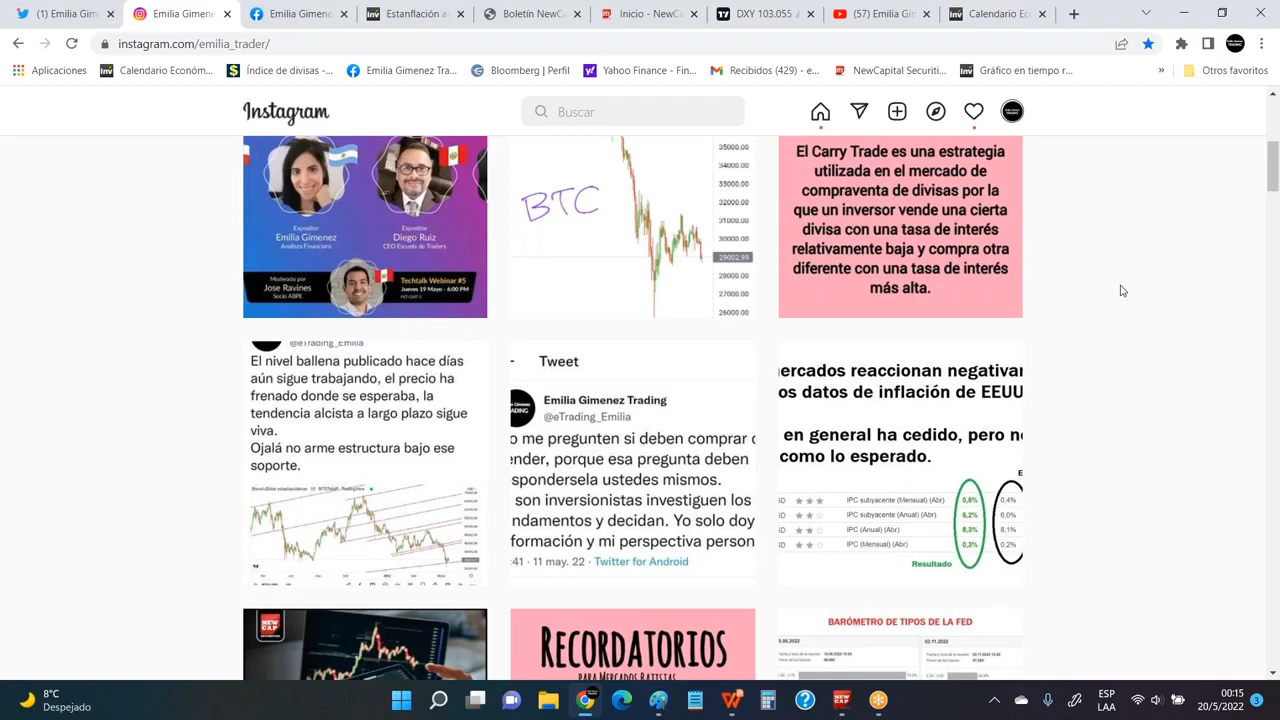 (1) Emilia Gi
Estanflación e
Boletín NewC
Inicio - NewCa
DXY 103.055
(57) Emilia Gi
Calendario Ec
instagram.com/emilia_trader/
Aplicaciones
Calendario Económ...
Índice de divisas -...
Emilia Gimenez Tra...
Bloomberg | Perfil
Yahoo Finance - Fin...
Recibidos (429) - e...
NewCapital Securiti...
Gráfico en tiempo r...
»
Otros favoritos
Instagram
Buscar
Expositor
Emilia Gimenez
Analista Financiero
Expositor
Diego Ruiz
CEO Escuela de Traders
Moderado por
Jose Ravines
Socio ABPE
Techtalk Webinar #5
Jueves 19 Mayo - 6:00 PM
BTC
35000.00
34000.00
33000.00
32000.00
31000.00
30000.00
29002.99
28000.00
27000.00
26000.00
El Carry Trade es una estrategia
utilizada en el mercado de
compraventa de divisas por la
que un inversor vende una cierta
divisa con una tasa de interés
relativamente baja y compra otra
diferente con una tasa de interés
más alta.
@eTrading_Emilia
El nivel ballena publicado hace días
aún sigue trabajando, el precio ha
frenado donde se esperaba, la
tendencia alcista a largo plazo sigue
viva.
Ojalá no arme estructura bajo ese
soporte.
Tweet
Emilia Gimenez Trading
@eTrading_Emilia
o me pregunten si deben comprar
ender, porque esa pregunta deben
sponder sela ustedes mismos.
son inversionistas investiguen los
ndamentos y decidan. Yo solo doy
formación y mi perspectiva person
:41 · 11 may. 22 · Twitter for Android
ercados reaccionan negativa
os datos de inflación de EEUU
en general ha cedido, pero n
como lo esperado.
IPC subyacente (Mensual) (Abr) 0,6% 0,4%
IPC subyacente (Anual) (Abr) 6,2% 6,0%
IPC (Anual) (Abr) 8,3% 8,1%
IPC (Mensual) (Abr) 0,3% 0,2%
Resultado
NEW
CAP
ECORDATORIOS
BARÓMETRO DE TIPOS DE LA FED
02.11.2022
8°C
Despejado
ESP
LAA
00:15
20/5/2022
3